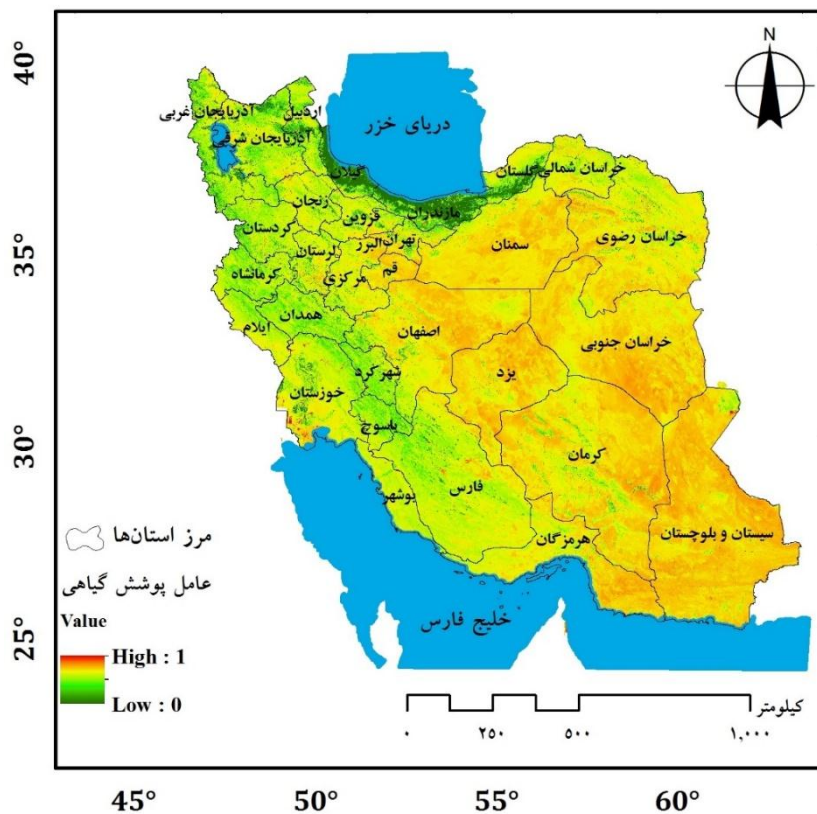 N
40°
35°
30°
25°
45°
50°
55°
60°
دریای خزر
آذربایجان غربی
اردبیل
آذربایجان شرقی
گیلان
گلستان
خراسان شمالی
زنجان
قزوین
مازندران
کردستان
تهران
البرز
سمنان
خراسان رضوی
لرستان
کرمانشاه
مرکزی
قم
همدان
ایلام
اصفهان
خراسان جنوبی
شهرکرد
یزد
خوزستان
یاسوج
کرمان
فارس
بوشهر
هرمزگان
سیستان و بلوچستان
خلیج فارس
مرز استان‌ها
عامل پوشش گیاهی
Value
High : 1
Low : 0
کیلومتر
۰ ۲۵۰ ۵۰۰ ۱,۰۰۰